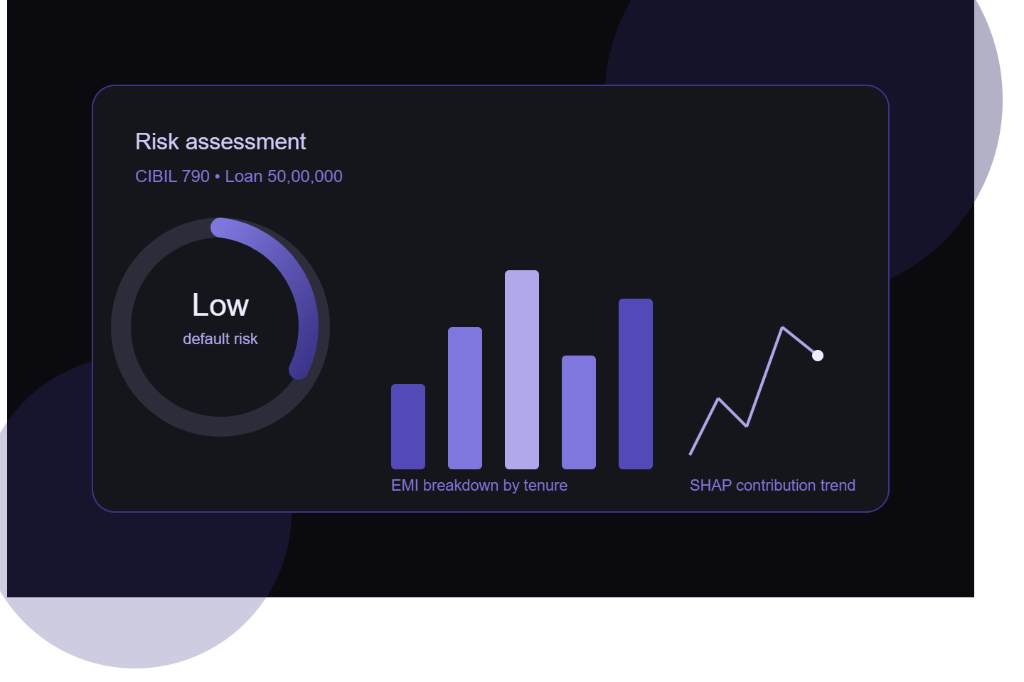 Risk assessment
CIBIL 790 • Loan 50,00,000
Low
default risk
EMI breakdown by tenure
SHAP contribution trend